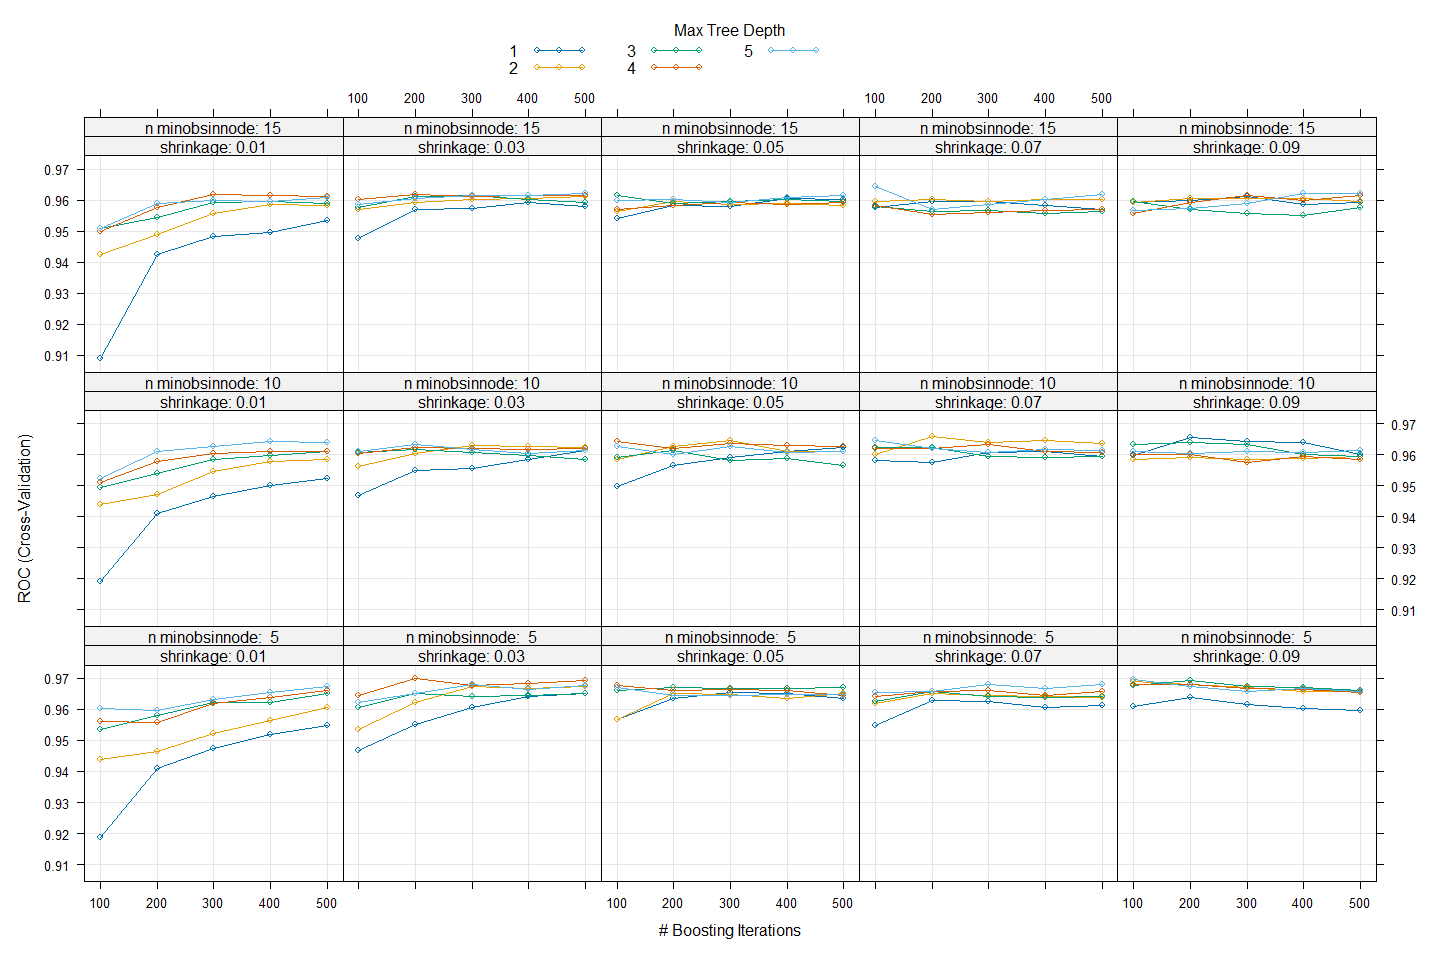 Max Tree Depth
1 3 5
2 4
100 200 300 400 500 100 200 300 400 500
n minobsinnode: 15 n minobsinnode: 15 n minobsinnode: 15 n minobsinnode: 15 n minobsinnode: 15
shrinkage: 0.01 shrinkage: 0.03 shrinkage: 0.05 shrinkage: 0.07 shrinkage: 0.09
0.97
0.96
0.95
0.94
0.93
0.92
0.91
n minobsinnode: 10 n minobsinnode: 10 n minobsinnode: 10 n minobsinnode: 10 n minobsinnode: 10
shrinkage: 0.01 shrinkage: 0.03 shrinkage: 0.05 shrinkage: 0.07 shrinkage: 0.09
0.97
0.96
0.95
0.94
0.93
0.92
0.91
ROC (Cross-Validation)
n minobsinnode: 5 n minobsinnode: 5 n minobsinnode: 5 n minobsinnode: 5 n minobsinnode: 5
shrinkage: 0.01 shrinkage: 0.03 shrinkage: 0.05 shrinkage: 0.07 shrinkage: 0.09
0.97
0.96
0.95
0.94
0.93
0.92
0.91
100 200 300 400 500 100 200 300 400 500 100 200 300 400 500
# Boosting Iterations